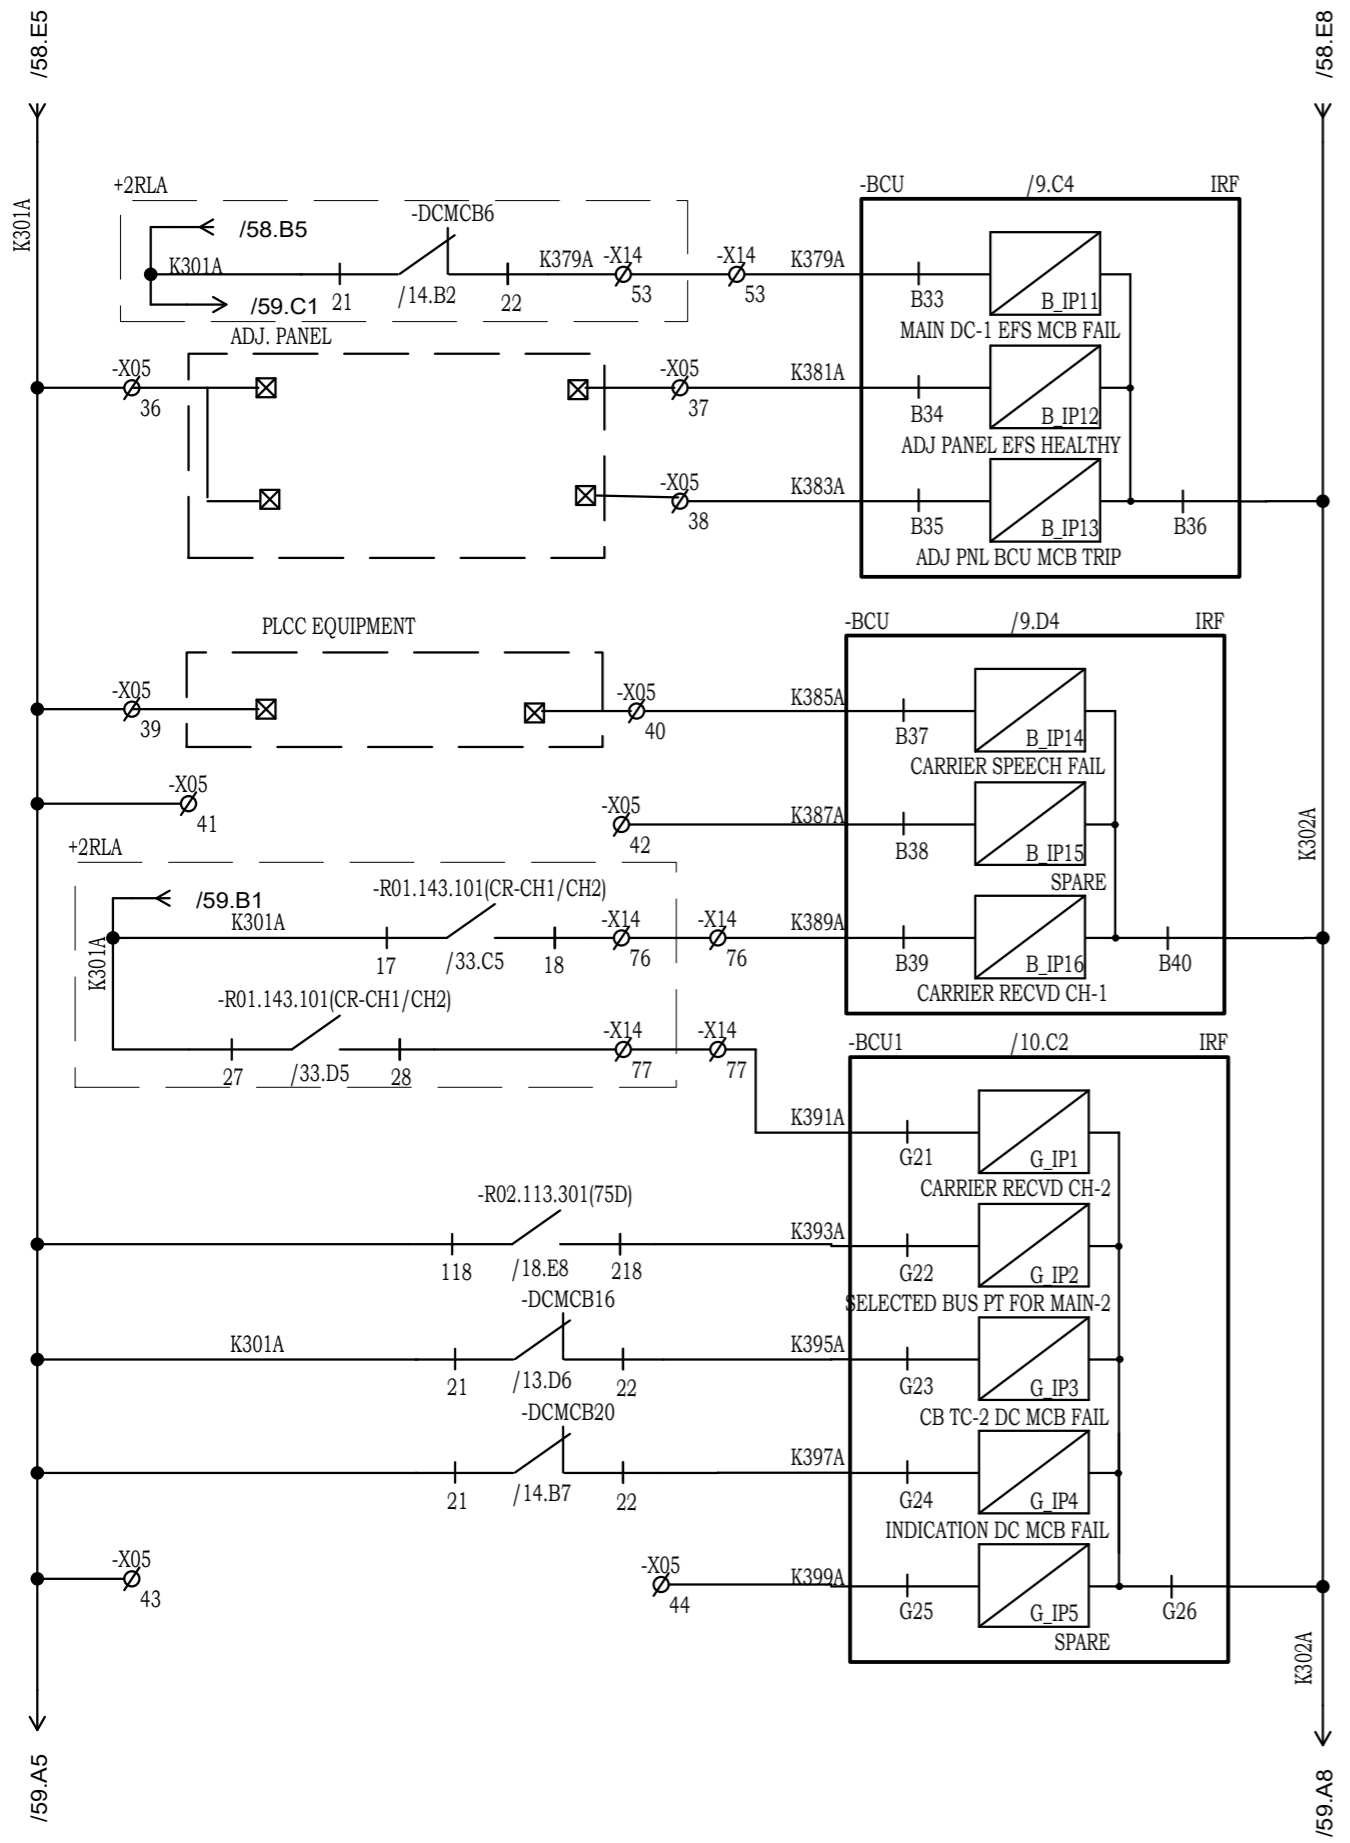 /58.E5
/58.E8
K301A
+2RLA
-BCU /9.C4 IRF
-DCMCB6
/58.B5
K301A
21
/14.B2
22
K379A
-X14
53
-X14
53
K379A
B33
B_IP11
/59.C1
MAIN DC-1 EFS MCB FAIL
ADJ. PANEL
-X05
36
-X05
37
K381A
B34
B_IP12
ADJ PANEL EFS HEALTHY
-X05
38
K383A
B35
B_IP13
B36
ADJ PNL BCU MCB TRIP
PLCC EQUIPMENT
-BCU /9.D4 IRF
-X05
39
-X05
40
K385A
B37
B_IP14
CARRIER SPEECH FAIL
-X05
41
-X05
42
K387A
B38
B_IP15
SPARE
K302A
+2RLA
/59.B1
K301A
K301A
-R01.143.101(CR-CH1/CH2)
17
/33.C5
18
-X14
76
-X14
76
K389A
B39
B_IP16
B40
CARRIER RECVD CH-1
-R01.143.101(CR-CH1/CH2)
27
/33.D5
28
-X14
77
-X14
77
-BCU1 /10.C2 IRF
K391A
G21
G_IP1
CARRIER RECVD CH-2
-R02.113.301(75D)
118
/18.E8
218
K393A
G22
G_IP2
SELECTED BUS PT FOR MAIN-2
-DCMCB16
K301A
21
/13.D6
22
K395A
G23
G_IP3
CB TC-2 DC MCB FAIL
-DCMCB20
21
/14.B7
22
K397A
G24
G_IP4
INDICATION DC MCB FAIL
-X05
43
-X05
44
K399A
G25
G_IP5
G26
SPARE
K302A
/59.A5
/59.A8